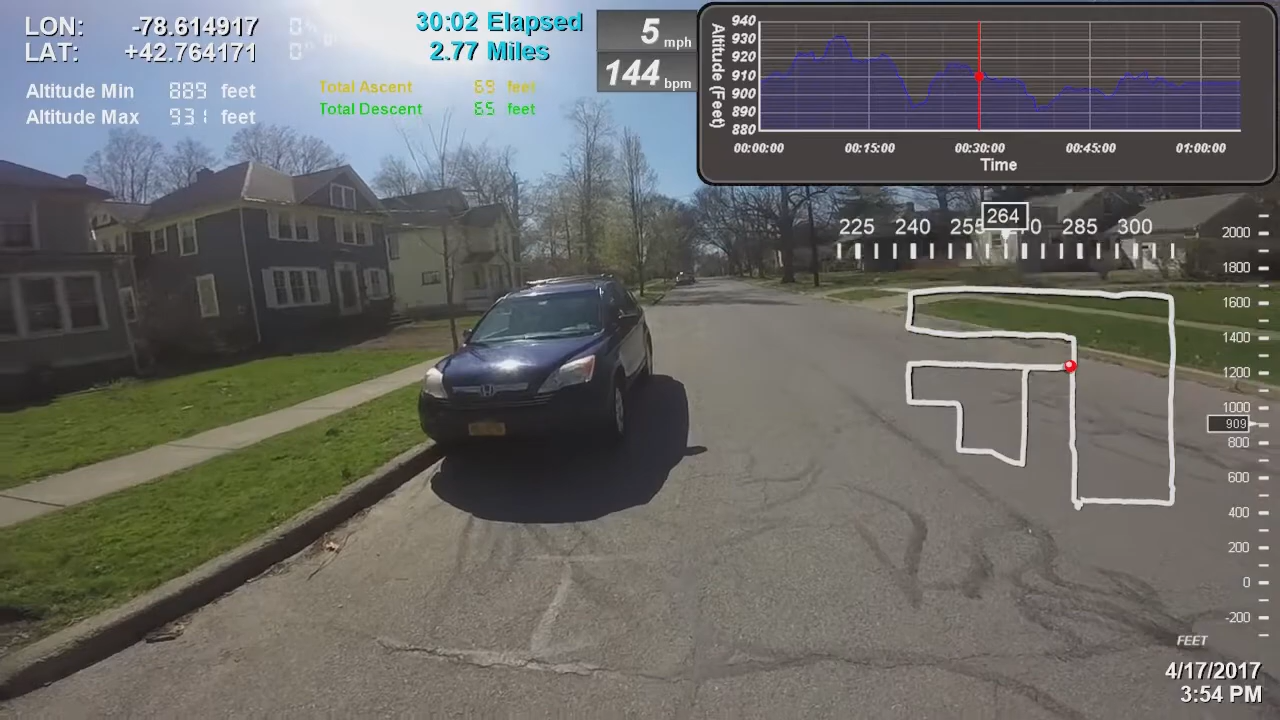 LON: -78.614917
LAT: +42.764171
Altitude Min 889 feet
Altitude Max 931 feet
30:02 Elapsed
2.77 Miles
Total Ascent 69 feet
Total Descent 65 feet
5 mph
144 bpm
Altitude (Feet)
940
930
920
910
900
890
880
00:00:00 00:15:00 00:30:00 00:45:00 01:00:00
Time
264
225 240 255 285 300
2000
1800
1600
1400
1200
1000
909
800
600
400
200
0
-200
FEET
4/17/2017
3:54 PM